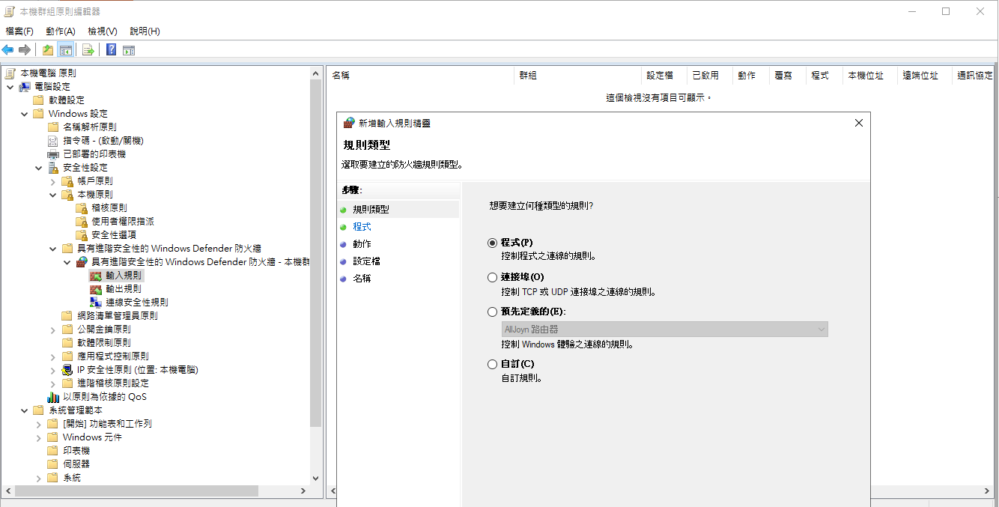 本機群組原則編輯器
檔案(F) 動作(A) 檢視(V) 說明(H)
本機電腦 原則
電腦設定
軟體設定
Windows 設定
名稱解析原則
指令碼 - (啟動/關機)
已部署的印表機
安全性設定
帳戶原則
本機原則
稽核原則
使用者權限指派
安全性選項
具有進階安全性的 Windows Defender 防火牆
具有進階安全性的 Windows Defender 防火牆 - 本機群
輸入規則
輸出規則
連線安全性規則
網路清單管理員原則
公開金鑰原則
軟體限制原則
應用程式控制原則
IP 安全性原則 (位置: 本機電腦)
進階稽核原則設定
以原則為依據的 QoS
系統管理範本
[開始] 功能表和工作列
Windows 元件
印表機
伺服器
系統
名稱 群組 設定檔 已啟用 動作 覆寫 程式 本機位址 遠端位址 通訊協定
這個檢視沒有項目可顯示。
新增輸入規則精靈
規則類型
選取要建立的防火牆規則類型。
步驟:
規則類型
程式
動作
設定檔
名稱
想要建立何種類型的規則?
程式(P)
控制程式之連線的規則。
連接埠(O)
控制 TCP 或 UDP 連接埠之連線的規則。
預先定義的(E):
AllJoyn 路由器
控制 Windows 體驗之連線的規則。
自訂(C)
自訂規則。